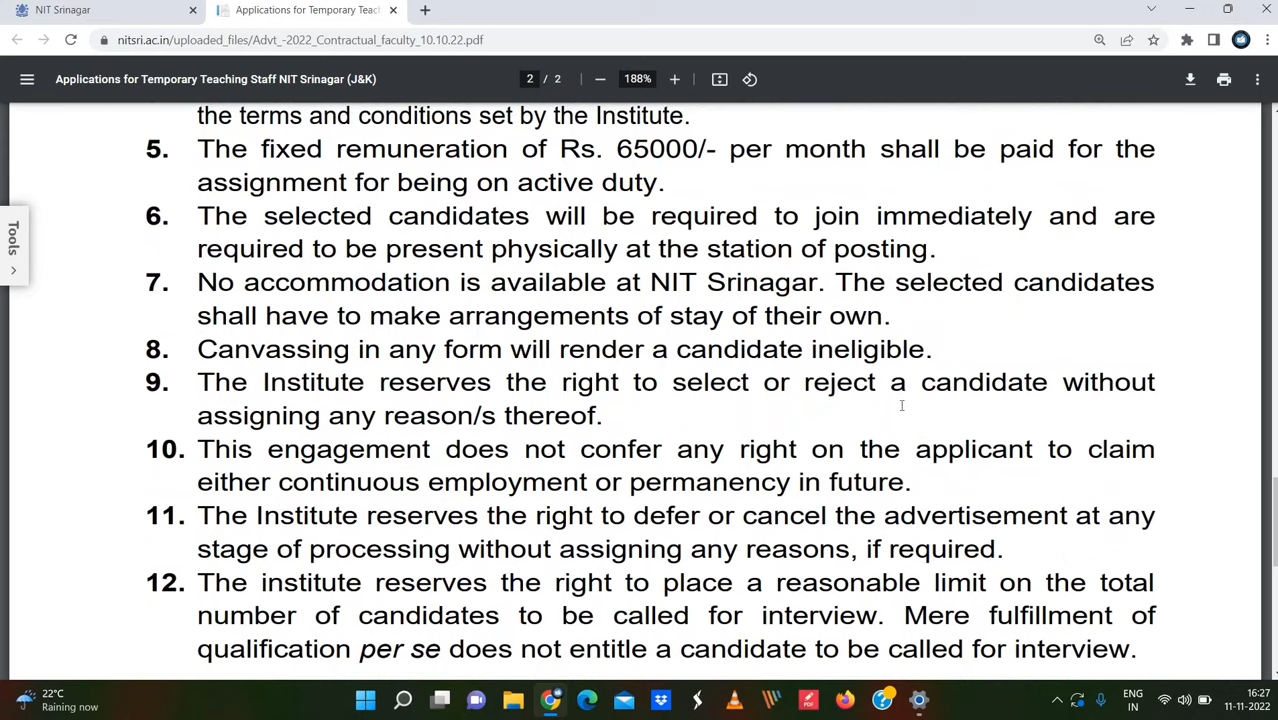 NIT Srinagar
Applications for Temporary Teac
nitsri.ac.in/uploaded_files/Advt_-2022_Contractual_faculty_10.10.22.pdf
Applications for Temporary Teaching Staff NIT Srinagar (J&K)
2 / 2
188%
Tools
the terms and conditions set by the Institute.
5. The fixed remuneration of Rs. 65000/- per month shall be paid for the
assignment for being on active duty.
6. The selected candidates will be required to join immediately and are
required to be present physically at the station of posting.
7. No accommodation is available at NIT Srinagar. The selected candidates
shall have to make arrangements of stay of their own.
8. Canvassing in any form will render a candidate ineligible.
9. The Institute reserves the right to select or reject a candidate without
assigning any reason/s thereof.
10. This engagement does not confer any right on the applicant to claim
either continuous employment or permanency in future.
11. The Institute reserves the right to defer or cancel the advertisement at any
stage of processing without assigning any reasons, if required.
12. The institute reserves the right to place a reasonable limit on the total
number of candidates to be called for interview. Mere fulfillment of
qualification per se does not entitle a candidate to be called for interview.
22°C
Raining now
PDF
ENG
IN
16:27
11-11-2022